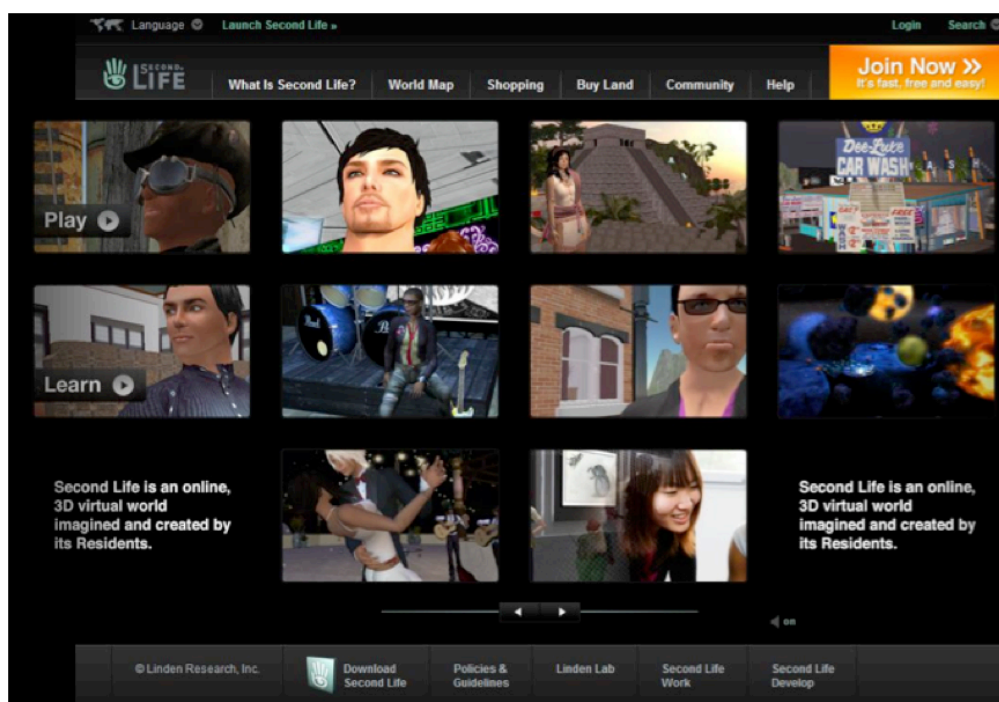 Language
Launch Second Life »
Login
Search
SECOND
LIFE
What Is Second Life?
World Map
Shopping
Buy Land
Community
Help
Join Now
It's fast, free and easy!
Play
Dee-Luxe
CAR WASH
FREE
Learn
Second Life is an online,
3D virtual world
imagined and created by
its Residents.
Second Life is an online,
3D virtual world
imagined and created by
its Residents.
on
© Linden Research, Inc.
Download
Second Life
Policies &
Guidelines
Linden Lab
Second Life
Work
Second Life
Develop